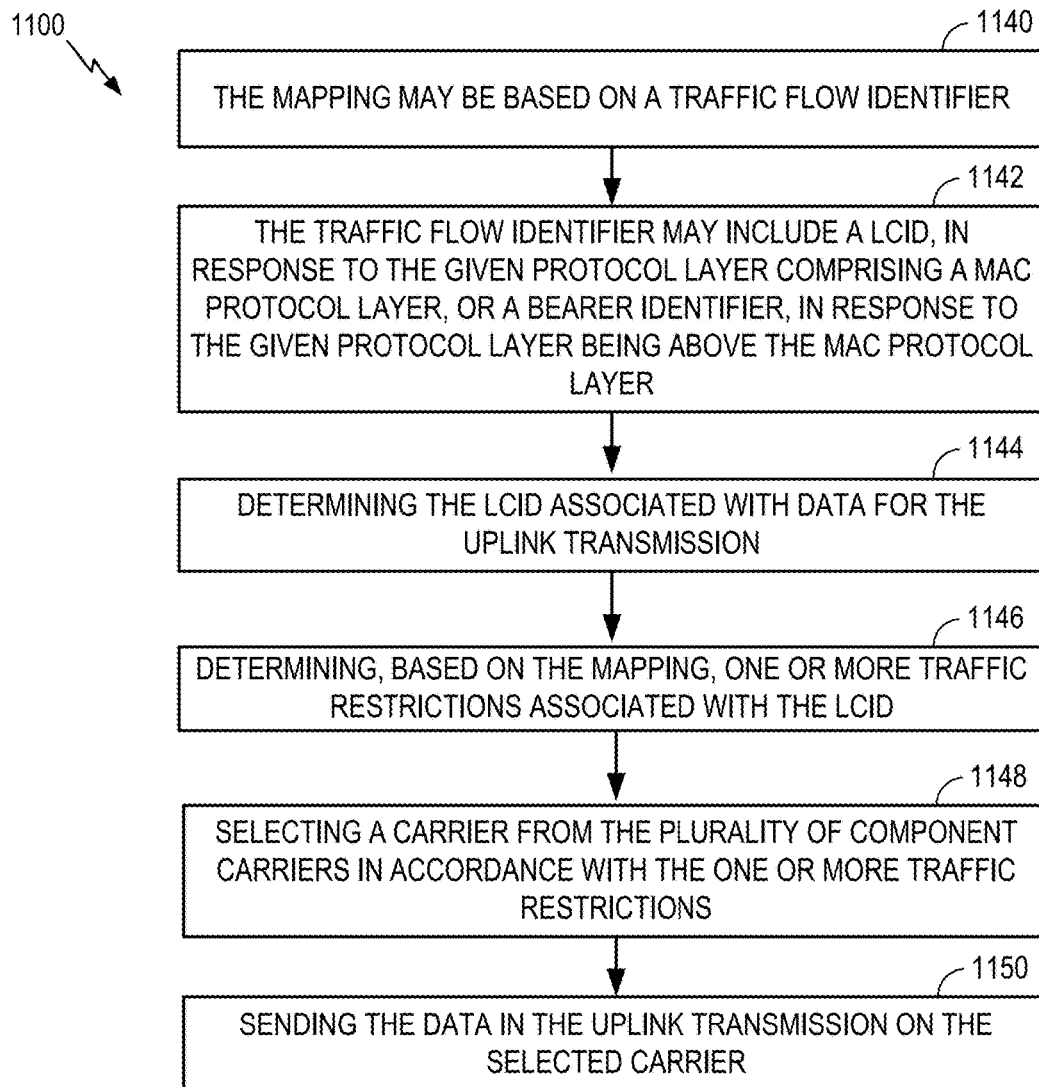 1100
1140
THE MAPPING MAY BE BASED ON A TRAFFIC FLOW IDENTIFIER
1142
THE TRAFFIC FLOW IDENTIFIER MAY INCLUDE A LCID, IN
RESPONSE TO THE GIVEN PROTOCOL LAYER COMPRISING A MAC
PROTOCOL LAYER, OR A BEARER IDENTIFIER, IN RESPONSE TO
THE GIVEN PROTOCOL LAYER BEING ABOVE THE MAC PROTOCOL
LAYER
1144
DETERMINING THE LCID ASSOCIATED WITH DATA FOR THE
UPLINK TRANSMISSION
1146
DETERMINING, BASED ON THE MAPPING, ONE OR MORE TRAFFIC
RESTRICTIONS ASSOCIATED WITH THE LCID
1148
SELECTING A CARRIER FROM THE PLURALITY OF COMPONENT
CARRIERS IN ACCORDANCE WITH THE ONE OR MORE TRAFFIC
RESTRICTIONS
1150
SENDING THE DATA IN THE UPLINK TRANSMISSION ON THE
SELECTED CARRIER